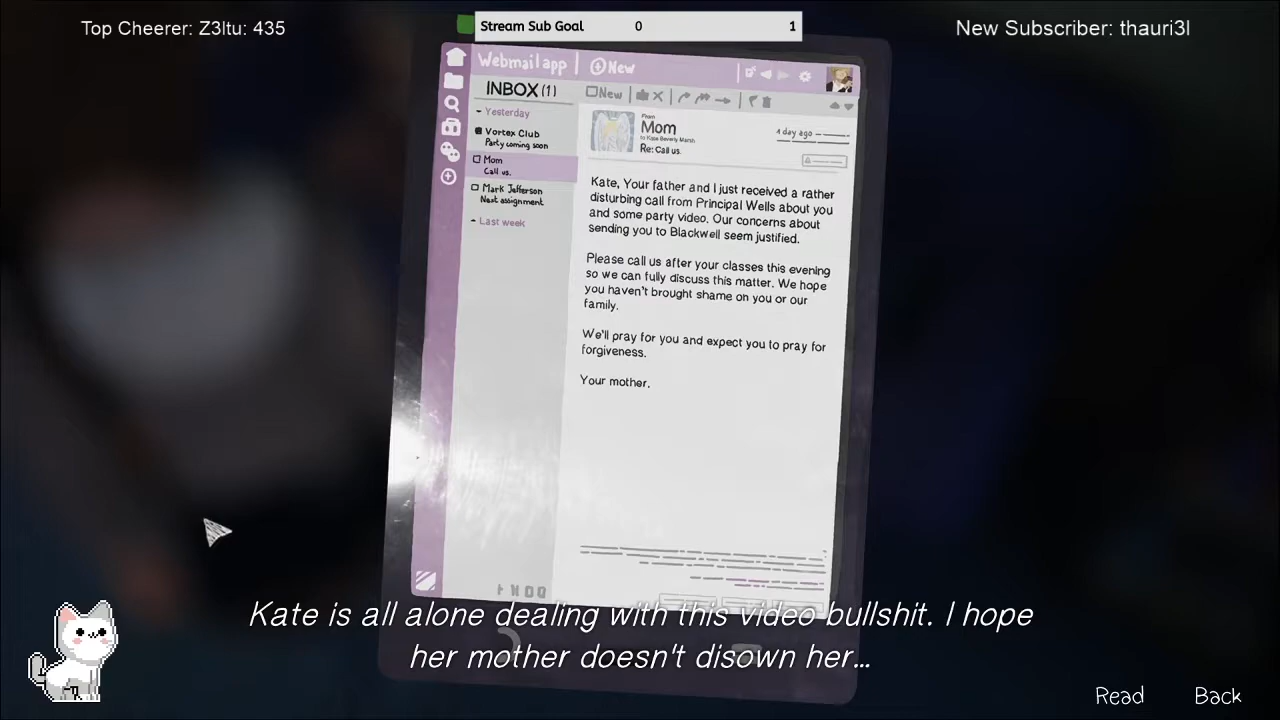 Top Cheerer: Z3ltu: 435
Stream Sub Goal 0 1
New Subscriber: thauri3l
Webmail app | New
INBOX (1)
New
Yesterday
Vortex Club
Party coming soon
Mom
Call us.
Mark Jefferson
Next assignment
Last week
From
Mom
to Kate Beverly Marsh
Re: Call us.
4 day ago
Kate, Your father and I just received a rather
disturbing call from Principal Wells about you
and some party video. Our concerns about
sending you to Blackwell seem justified.
Please call us after your classes this evening
so we can fully discuss this matter. We hope
you haven't brought shame on you or our
family.
We'll pray for you and expect you to pray for
forgiveness.
Your mother.
Kate is all alone dealing with this video bullshit. I hope
her mother doesn't disown her...
Read Back